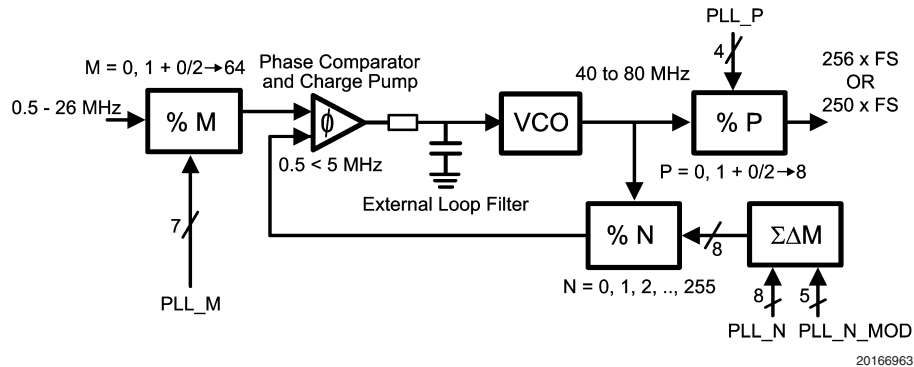 PLL_P
4
M = 0, 1 + 0/2→64
Phase Comparator
and Charge Pump
40 to 80 MHz
256 x FS
OR
250 x FS
0.5 - 26 MHz
% M
ϕ
VCO
% P
0.5 < 5 MHz
P = 0, 1 + 0/2→8
External Loop Filter
7
% N
8
ΣΔM
N = 0, 1, 2, .., 255
8
5
PLL_M
PLL_N
PLL_N_MOD
20166963